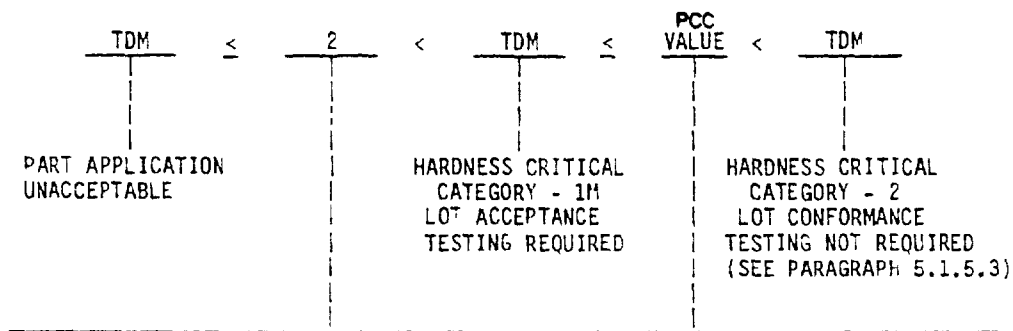 PCC
TDM ≤ 2 < TDM ≤ VALUE < TDM
PART APPLICATION
UNACCEPTABLE
HARDNESS CRITICAL
CATEGORY - 1M
LOT ACCEPTANCE
TESTING REQUIRED
HARDNESS CRITICAL
CATEGORY - 2
LOT CONFORMANCE
TESTING NOT REQUIRED
(SEE PARAGRAPH 5.1.5.3)